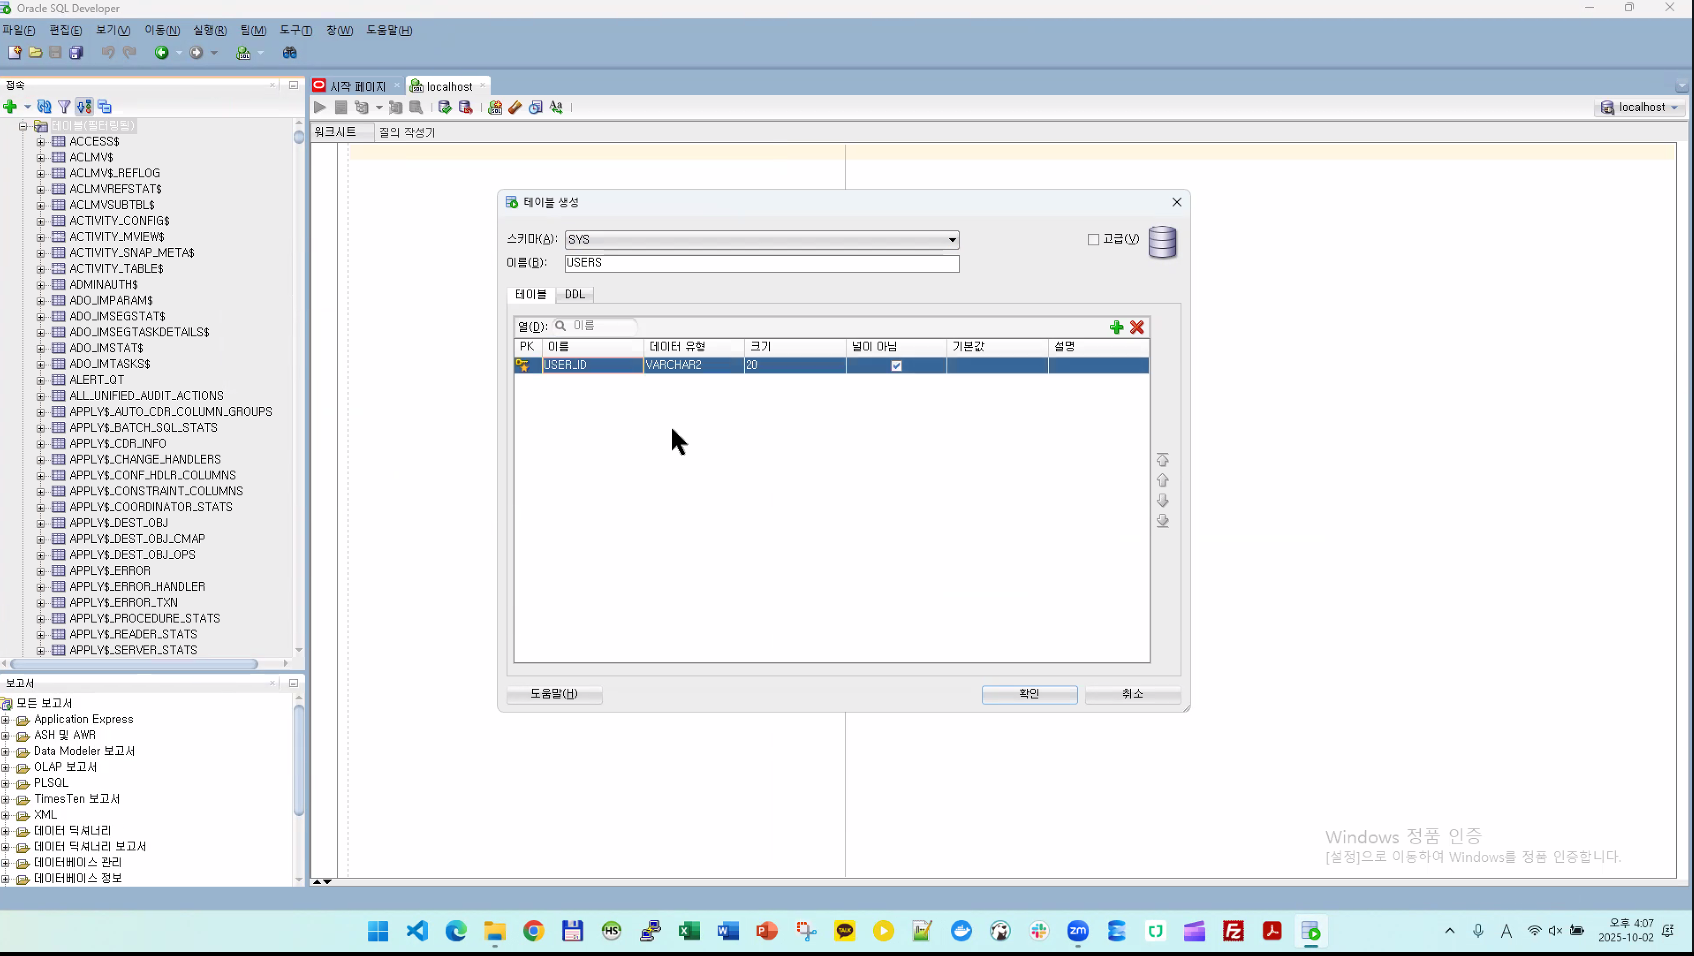 Oracle SQL Developer
파일(F) 편집(E) 보기(V) 이동(N) 실행(R) 팀(M) 도구(T) 창(W) 도움말(H)
접속
시작 페이지
localhost
localhost
워크시트
질의 작성기
테이블(필터링됨)
ACCESS$
ACLMV$
ACLMV$_REFLOG
ACLMVREFSTAT$
ACLMVSUBTBL$
ACTIVITY_CONFIG$
ACTIVITY_MVIEW$
ACTIVITY_SNAP_META$
ACTIVITY_TABLE$
ADMINAUTH$
ADO_IMPARAM$
ADO_IMSEGSTAT$
ADO_IMSEGTASKDETAILS$
ADO_IMSTAT$
ADO_IMTASKS$
ALERT_QT
ALL_UNIFIED_AUDIT_ACTIONS
APPLY$_AUTO_CDR_COLUMN_GROUPS
APPLY$_BATCH_SQL_STATS
APPLY$_CDR_INFO
APPLY$_CHANGE_HANDLERS
APPLY$_CONF_HDLR_COLUMNS
APPLY$_CONSTRAINT_COLUMNS
APPLY$_COORDINATOR_STATS
APPLY$_DEST_OBJ
APPLY$_DEST_OBJ_CMAP
APPLY$_DEST_OBJ_OPS
APPLY$_ERROR
APPLY$_ERROR_HANDLER
APPLY$_ERROR_TXN
APPLY$_PROCEDURE_STATS
APPLY$_READER_STATS
APPLY$_SERVER_STATS
보고서
모든 보고서
Application Express
ASH 및 AWR
Data Modeler 보고서
OLAP 보고서
PLSQL
TimesTen 보고서
XML
데이터 딕셔너리
데이터 딕셔너리 보고서
데이터베이스 관리
데이터베이스 정보
테이블 생성
스키마(A): SYS
고급(V)
이름(B): USERS
테이블 DDL
열(D): 이름
PK 이름 데이터 유형 크기 널이 아님 기본값 설명
USER_ID VARCHAR2 20
도움말(H) 확인 취소
Windows 정품 인증
[설정]으로 이동하여 Windows를 정품 인증합니다.
오후 4:07
2025-10-02